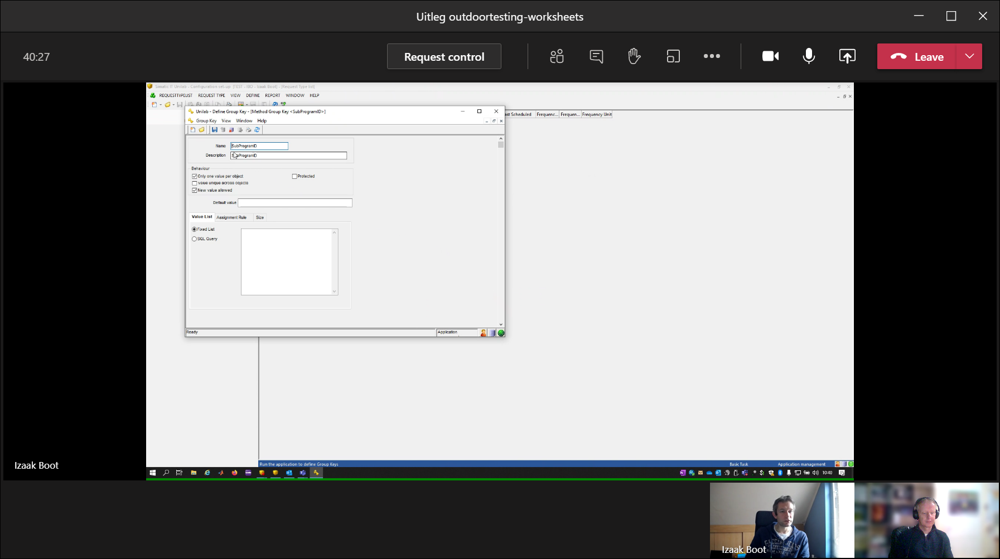 Uitleg outdoortesting-worksheets
40:27
Request control
Leave
Simatic IT Unilab - Configuration set-up [TEST - IBO - Izaak Boot] - [Request Type list]
REQUESTTYPELIST REQUEST TYPE VIEW DEFINE REPORT WINDOW HELP
Unilab - Define Group Key - [Method Group Key <SubProgramID>]
ast Scheduled Frequenc... Frequen... Frequency Unit
Group Key View Window Help
Name SubProgramID
Description SubProgramID
Behaviour
Only one value per object Protected
Value unique across objects
New value allowed
Default value
Value List Assignment Rule Size
Fixed List
SQL Query
Ready Application
Run the application to define Group Keys Basic Task Application management
10:40
Izaak Boot
Izaak Boot